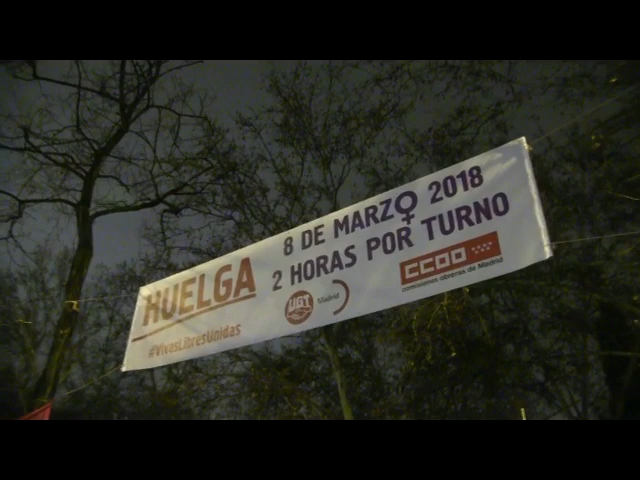 HUELGA
#VivasLibresUnidas
8 DE MARZO 2018
2 HORAS POR TURNO
UGT Madrid
CCOO
comisiones obreras de Madrid